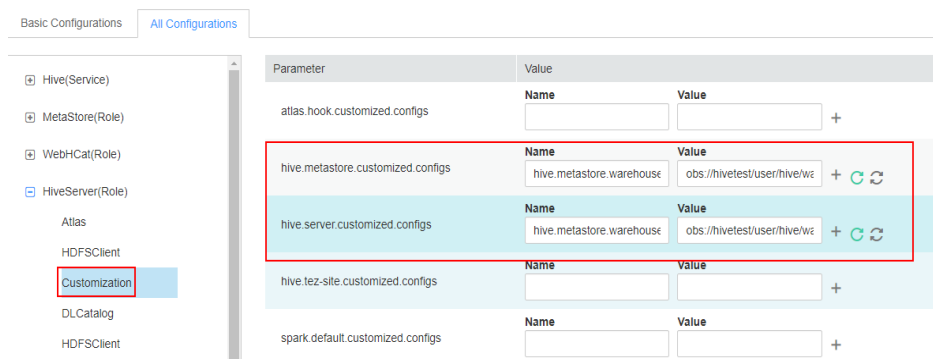 Basic Configurations
All Configurations
Hive(Service)
MetaStore(Role)
WebHCat(Role)
HiveServer(Role)
Atlas
HDFSClient
Customization
DLCatalog
HDFSClient
Parameter Value
Name Value
atlas.hook.customized.configs
Name Value
hive.metastore.customized.configs hive.metastore.warehouse obs://hivetest/user/hive/wa
Name Value
hive.server.customized.configs hive.metastore.warehouse obs://hivetest/user/hive/wa
Name Value
hive.tez-site.customized.configs
Name Value
spark.default.customized.configs